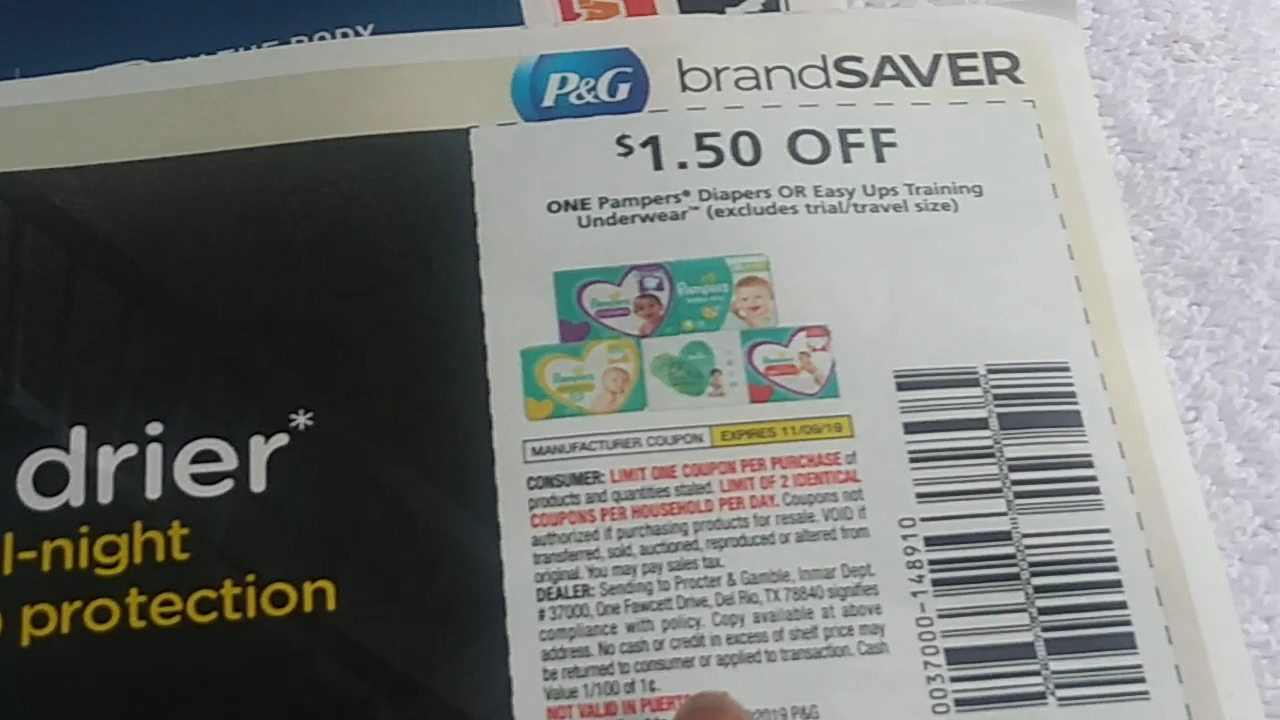 THE BODY
P&G brandSAVER
$1.50 OFF
ONE Pampers® Diapers OR Easy Ups Training
Underwear™ (excludes trial/travel size)
Pampers
Pampers
Pampers
Pampers
MANUFACTURER COUPON EXPIRES 11/09/19
CONSUMER: LIMIT ONE COUPON PER PURCHASE of
products and quantities stated. LIMIT OF 2 IDENTICAL
COUPONS PER HOUSEHOLD PER DAY. Coupons not
authorized if purchasing products for resale. VOID if
transferred, sold, auctioned, reproduced or altered from
original. You may pay sales tax.
DEALER: Sending to Procter & Gamble, Inmar Dept.
# 37000, One Fawcett Drive, Del Rio, TX 78840 signifies
compliance with policy. Copy available at above
address. No cash or credit in excess of shelf price may
be returned to consumer or applied to transaction. Cash
Value 1/100 of 1¢.
NOT VALID IN
2019 P&G
0037000-148910
drier*
l-night
protection